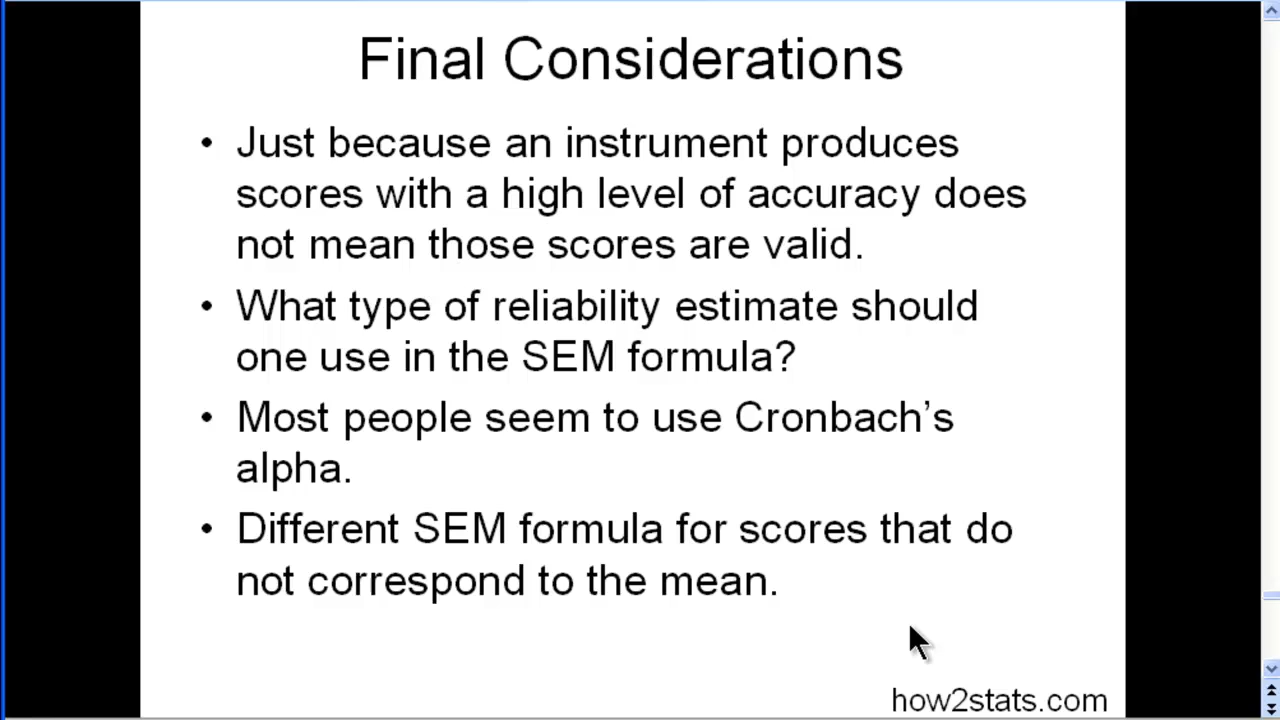 Final Considerations
• Just because an instrument produces
scores with a high level of accuracy does
not mean those scores are valid.
• What type of reliability estimate should
one use in the SEM formula?
• Most people seem to use Cronbach’s
alpha.
• Different SEM formula for scores that do
not correspond to the mean.
how2stats.com